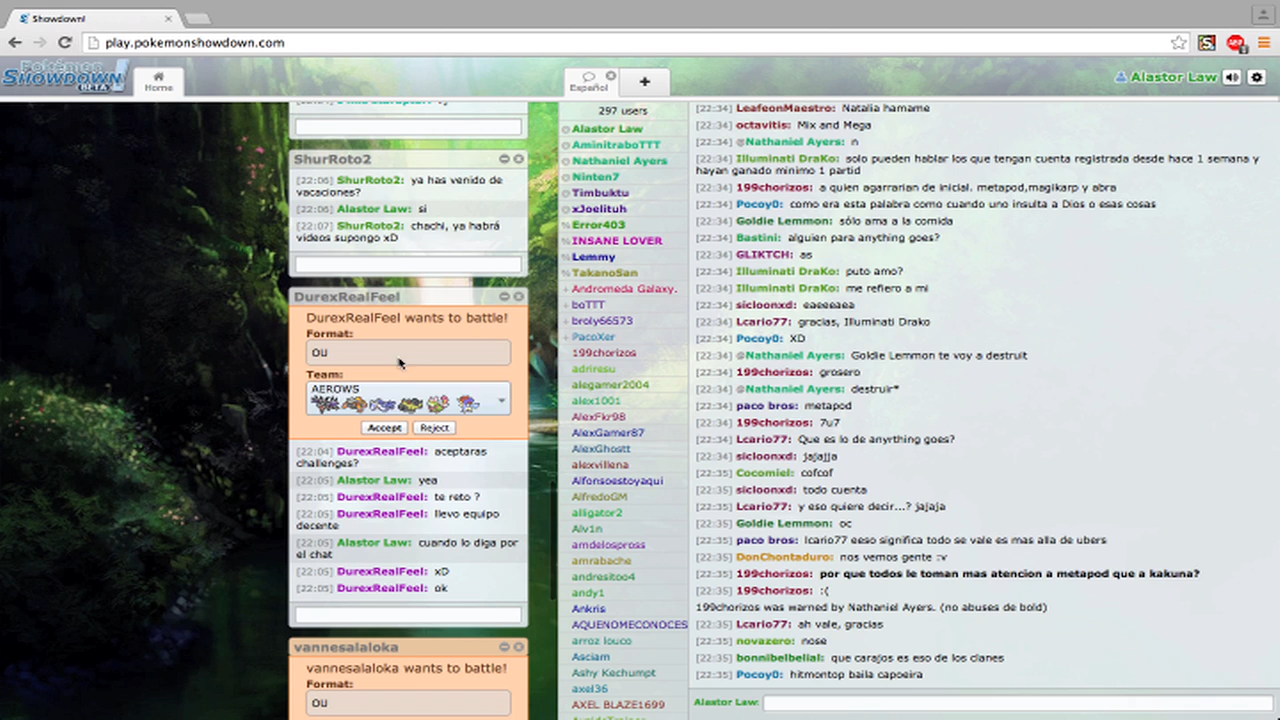 Showdown!
play.pokemonshowdown.com
Pokémon
SHOWDOWN!
BETA
Home
Español
+
Alastor Law
ShurRoto2
[22:06] ShurRoto2: ya has venido de
vacaciones?
[22:06] Alastor Law: si
[22:07] ShurRoto2: chachi, ya habrá
videos supongo xD
DurexRealFeel
DurexRealFeel wants to battle!
Format:
OU
Team:
AEROWS
Accept
Reject
[22:04] DurexRealFeel: aceptaras
challenges?
[22:05] Alastor Law: yea
[22:05] DurexRealFeel: te reto ?
[22:05] DurexRealFeel: llevo equipo
decente
[22:05] Alastor Law: cuando lo diga por
el chat
[22:05] DurexRealFeel: xD
[22:05] DurexRealFeel: ok
vannesalaloka
vannesalaloka wants to battle!
Format:
OU
297 users
@Alastor Law
@AminitraboTTT
@Nathaniel Ayers
@Ninten7
@Timbuktu
@xJoelituh
%Error403
%INSANE LOVER
%Lemmy
%TakanoSan
+Andromeda Galaxy.
+boTTT
+broly66573
+PacoXer
199chorizos
adriresu
alegamer2004
alex1001
AlexFkr98
AlexGamer87
AlexGhostt
alexvillena
Alfonsoestoyaqui
AlfredoGM
alligator2
Alv1n
amdelospress
amrabache
andresitoo4
andy1
Ankris
AQUENOMECONOCES
arroz louco
Asciam
Ashy Kechumpt
axel36
AXEL BLAZE1699
[22:34] LeafeonMaestro: Natalia hamame
[22:34] octavitis: Mix and Mega
[22:34] @Nathaniel Ayers: n
[22:34] Illuminati DraKo: solo pueden hablar los que tengan cuenta registrada desde hace 1 semana y
hayan ganado minimo 1 partid
[22:34] 199chorizos: a quien agarrarian de inicial. metapod,magikarp y abra
[22:34] Pocoy0: como era esta palabra como cuando uno insulta a Dios o esas cosas
[22:34] Goldie Lemmon: sólo ama a la comida
[22:34] Bastini: alguien para anything goes?
[22:34] GLIKTCH: as
[22:34] Illuminati DraKo: puto amo?
[22:34] Illuminati DraKo: me refiero a mi
[22:34] sicloonxd: eaeeeaea
[22:34] Lcario77: gracias, Illuminati Drako
[22:34] Pocoy0: XD
[22:34] @Nathaniel Ayers: Goldie Lemmon te voy a destruit
[22:34] 199chorizos: grosero
[22:34] @Nathaniel Ayers: destruir*
[22:34] paco bros: metapod
[22:34] 199chorizos: 7u7
[22:34] Lcario77: Que es lo de anyrthing goes?
[22:34] sicloonxd: jajajja
[22:35] Cocomiel: cofcof
[22:35] sicloonxd: todo cuenta
[22:35] Lcario77: y eso quiere decir...? jajaja
[22:35] Goldie Lemmon: oc
[22:35] paco bros: lcario77 eeso significa todo se vale es mas alla de ubers
[22:35] DonChontaduro: nos vemos gente :v
[22:35] 199chorizos: por que todos le toman mas atencion a metapod que a kakuna?
[22:35] 199chorizos: :(
199chorizos was warned by Nathaniel Ayers. (no abuses de bold)
[22:35] Lcario77: ah vale, gracias
[22:35] novazero: nose
[22:35] bonnibelbelial: que carajos es eso de los clanes
[22:35] Pocoy0: hitmontop baila capoeira
Alastor Law: